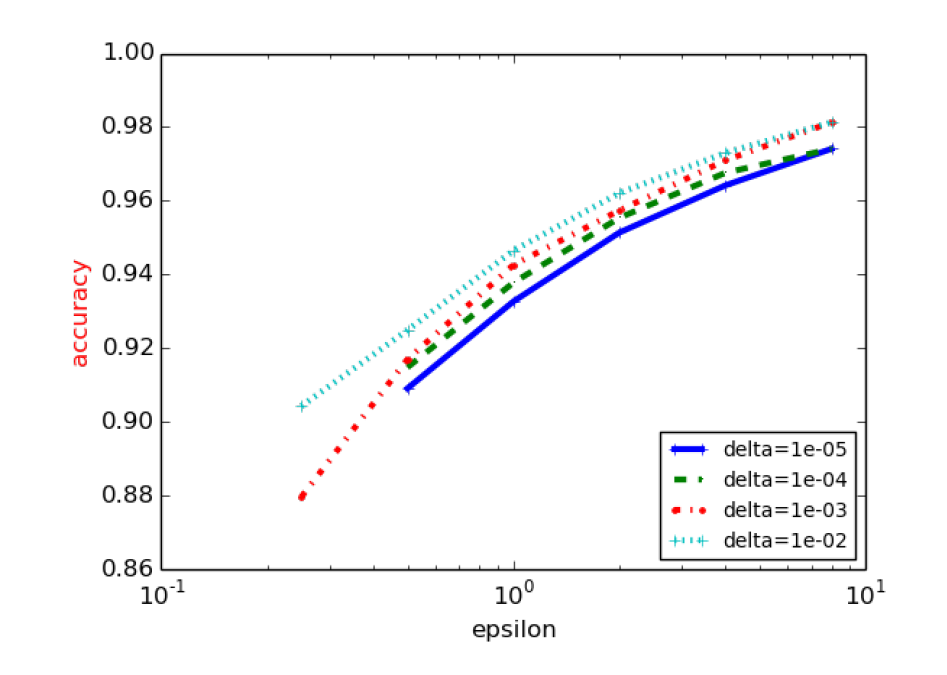 1.00
0.98
0.96
0.94
0.92
0.90
0.88
0.86
accuracy
10^-1
10^0
10^1
epsilon
delta=1e-05
delta=1e-04
delta=1e-03
delta=1e-02